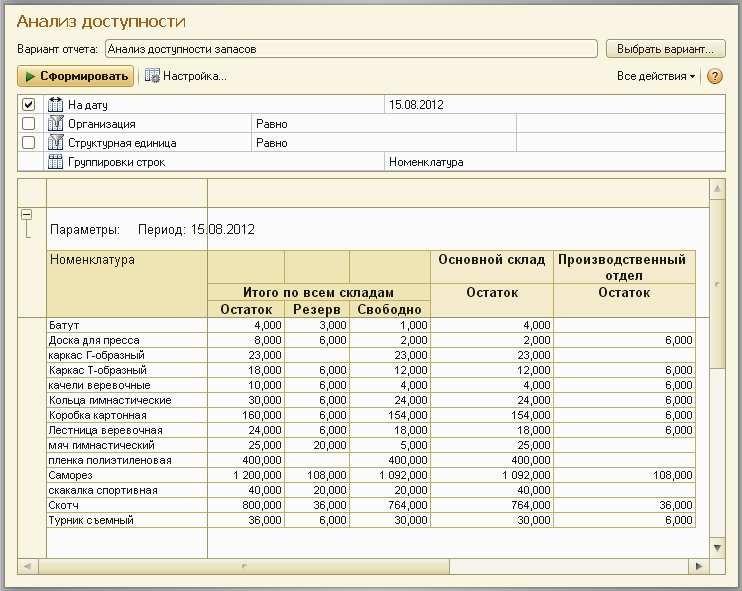 Анализ доступности
Вариант отчета: Анализ доступности запасов Выбрать вариант...
Сформировать Настройка... Все действия ?
На дату 15.08.2012
Организация Равно
Структурная единица Равно
Группировки строк Номенклатура
Параметры: Период: 15.08.2012
Номенклатура Основной склад Производственный отдел
Итого по всем складам Остаток Остаток
Остаток Резерв Свободно
Батут 4,000 3,000 1,000 4,000
Доска для пресса 8,000 6,000 2,000 2,000 6,000
каркас Г-образный 23,000 23,000 23,000
Каркас Т-образный 18,000 6,000 12,000 12,000 6,000
качели веревочные 10,000 6,000 4,000 4,000 6,000
Кольца гимнастические 30,000 6,000 24,000 24,000 6,000
Коробка картонная 160,000 6,000 154,000 154,000 6,000
Лестница веревочная 24,000 6,000 18,000 18,000 6,000
мяч гимнастический 25,000 20,000 5,000 25,000
пленка полиэтиленовая 400,000 400,000 400,000
Саморез 1 200,000 108,000 1 092,000 1 092,000 108,000
скакалка спортивная 40,000 20,000 20,000 40,000
Скотч 800,000 36,000 764,000 764,000 36,000
Турник съемный 36,000 6,000 30,000 30,000 6,000